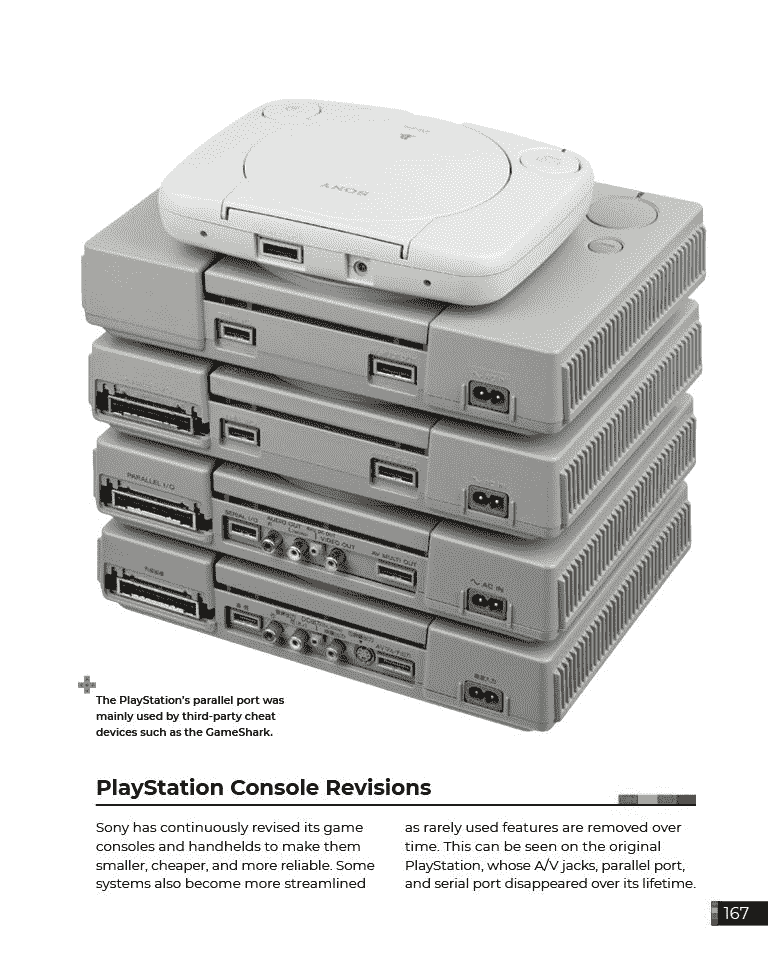 SONY
PARALLEL I/O
SERIAL I/O
AUDIO OUT
VIDEO OUT
AV MULTI OUT
AC IN
The PlayStation's parallel port was
mainly used by third-party cheat
devices such as the GameShark.
PlayStation Console Revisions
Sony has continuously revised its game
consoles and handhelds to make them
smaller, cheaper, and more reliable. Some
systems also become more streamlined
as rarely used features are removed over
time. This can be seen on the original
PlayStation, whose A/V jacks, parallel port,
and serial port disappeared over its lifetime.
167